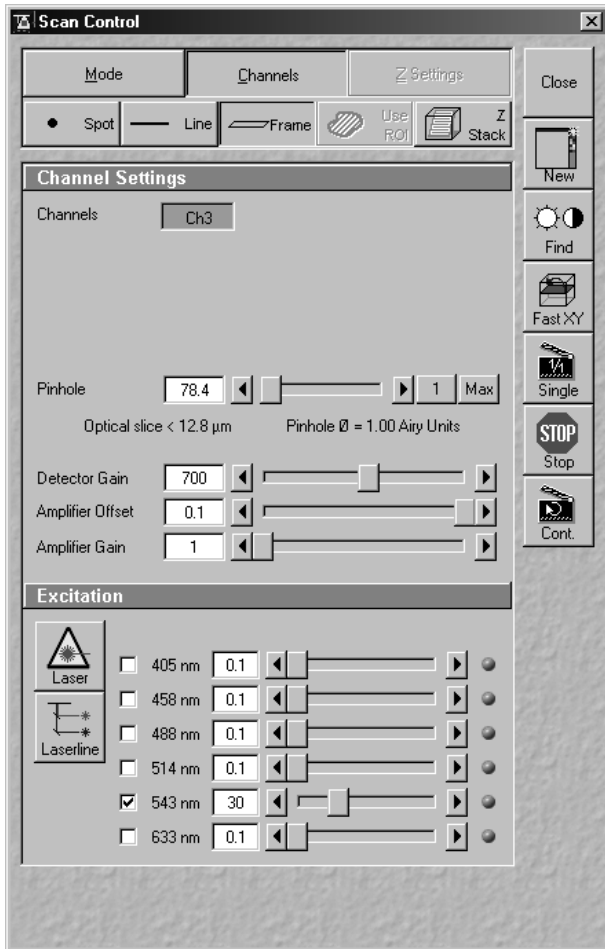 Scan Control
Mode Channels Z Settings Close
Spot Line Frame Use ROI Z Stack
New
Channel Settings
Channels Ch3
Find
Fast XY
Pinhole 78.4 1 Max
1/1
Single
Optical slice < 12.8 µm Pinhole Ø = 1.00 Airy Units
STOP
Stop
Detector Gain 700
Amplifier Offset 0.1
Amplifier Gain 1
Cont.
Excitation
Laser
Laserline
405 nm 0.1
458 nm 0.1
488 nm 0.1
514 nm 0.1
543 nm 30
633 nm 0.1